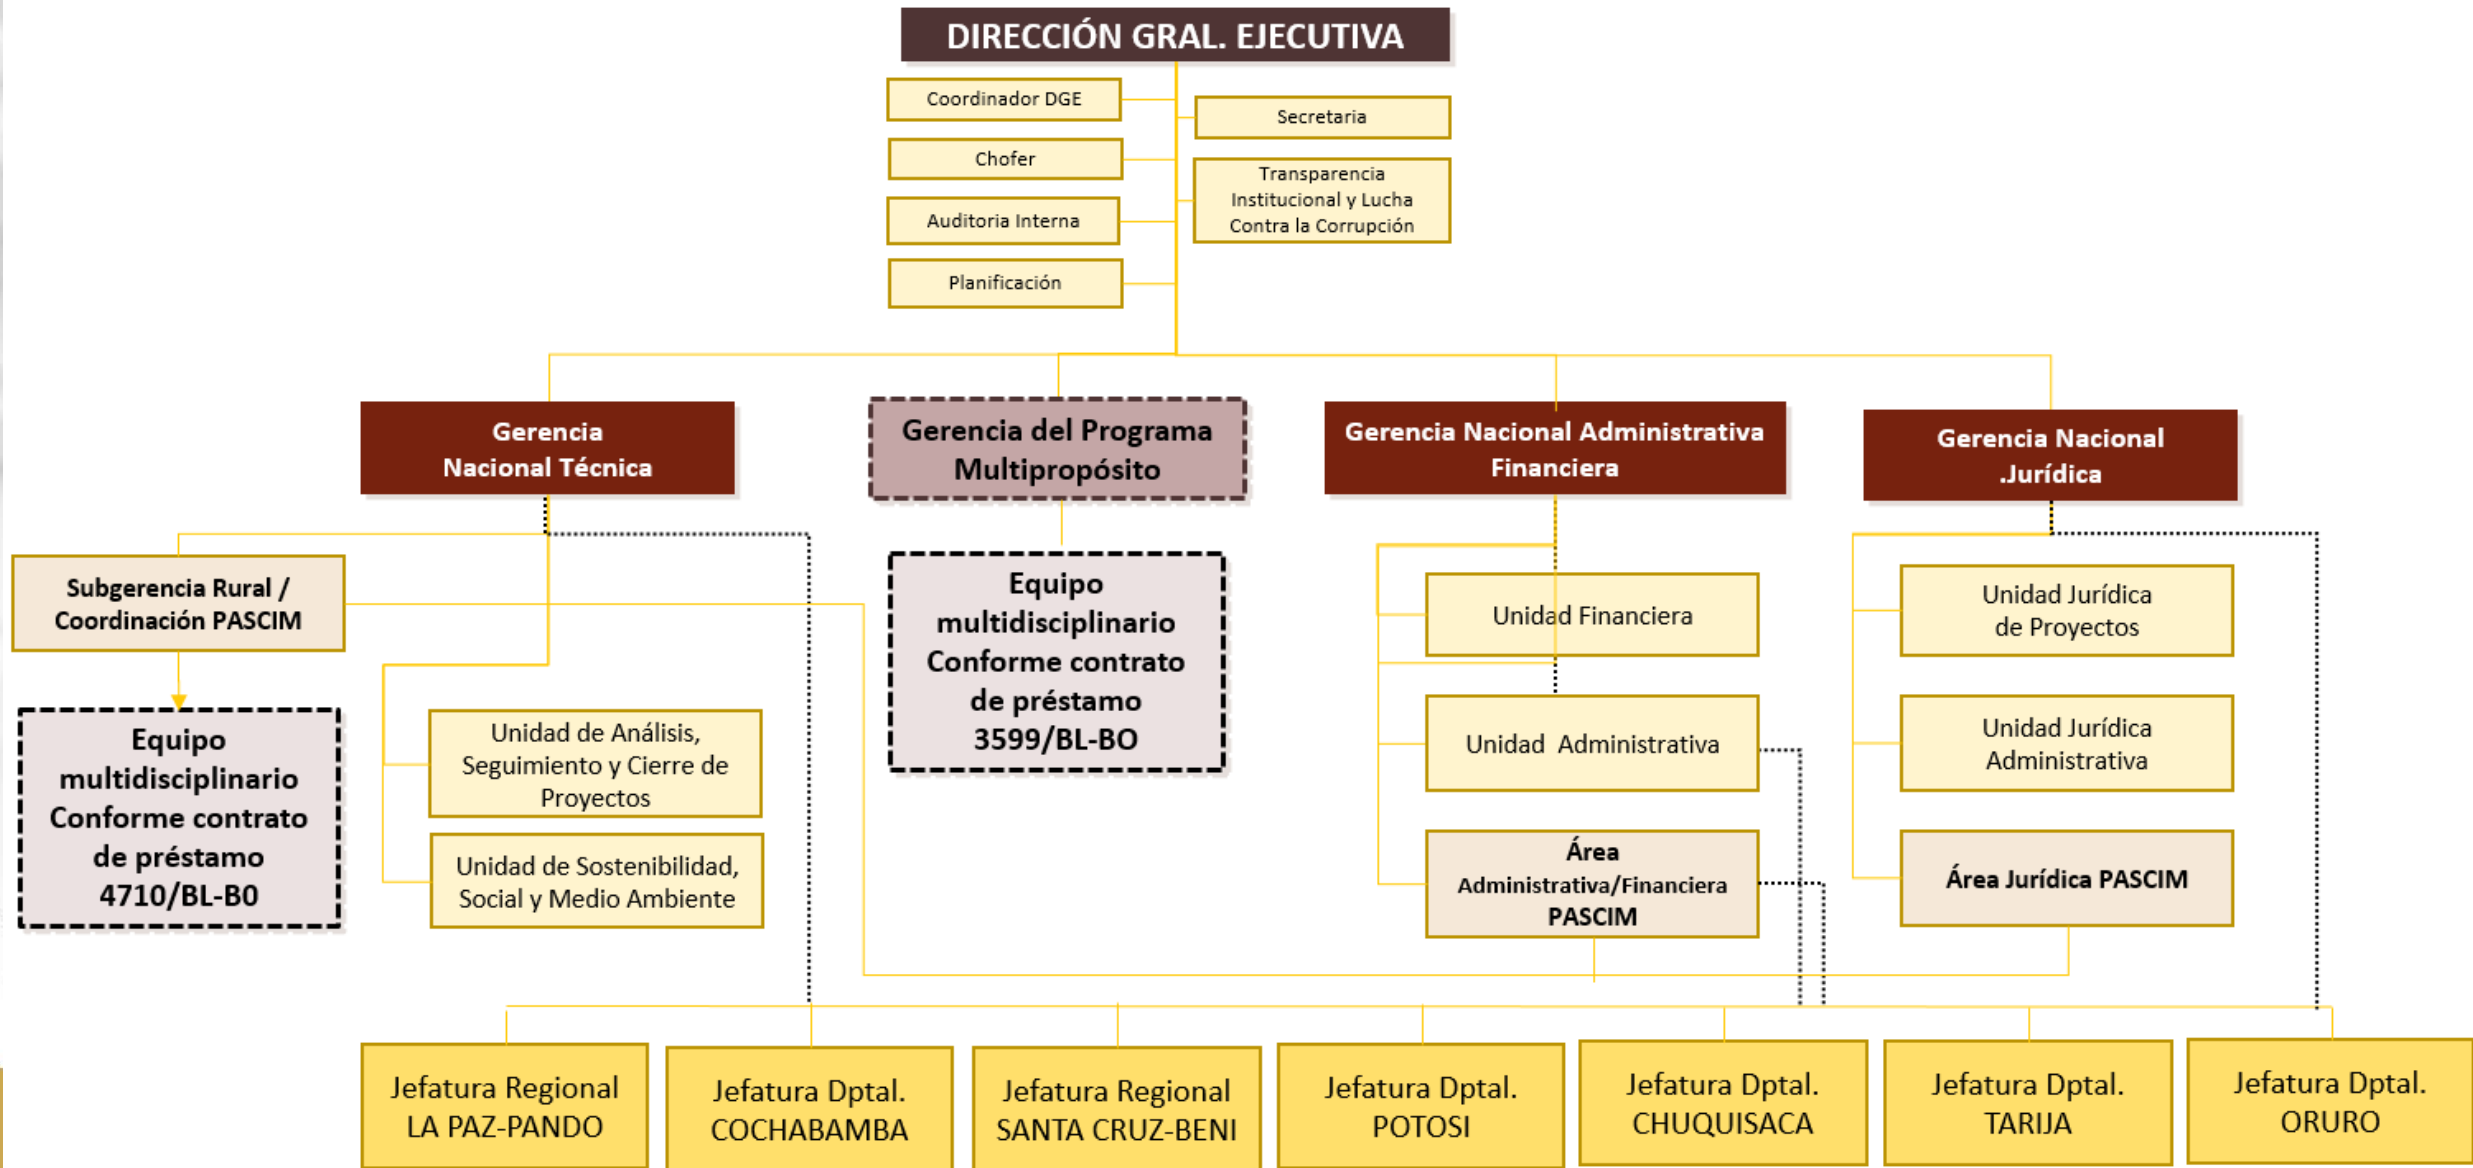 DIRECCIÓN GRAL. EJECUTIVA
Coordinador DGE
Secretaria
Chofer
Transparencia
Institucional y Lucha
Contra la Corrupción
Auditoria Interna
Planificación
Gerencia
Nacional Técnica
Gerencia del Programa
Multipropósito
Gerencia Nacional Administrativa
Financiera
Gerencia Nacional
.Jurídica
Subgerencia Rural /
Coordinación PASCIM
Equipo
multidisciplinario
Conforme contrato
de préstamo
4710/BL-B0
Unidad de Análisis,
Seguimiento y Cierre de
Proyectos
Unidad de Sostenibilidad,
Social y Medio Ambiente
Equipo
multidisciplinario
Conforme contrato
de préstamo
3599/BL-BO
Unidad Financiera
Unidad Administrativa
Área
Administrativa/Financiera
PASCIM
Unidad Jurídica
de Proyectos
Unidad Jurídica
Administrativa
Área Jurídica PASCIM
Jefatura Regional
LA PAZ-PANDO
Jefatura Dptal.
COCHABAMBA
Jefatura Regional
SANTA CRUZ-BENI
Jefatura Dptal.
POTOSI
Jefatura Dptal.
CHUQUISACA
Jefatura Dptal.
TARIJA
Jefatura Dptal.
ORURO